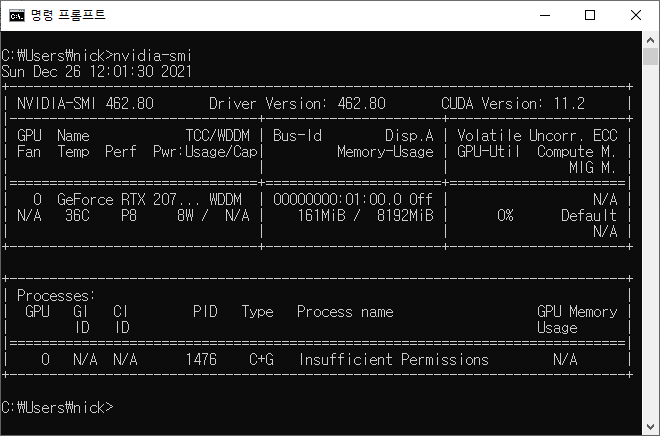 명령 프롬프트
C:₩Users₩nick>nvidia-smi
Sun Dec 26 12:01:30 2021
+-----------------------------------------------------------------------------+
| NVIDIA-SMI 462.80       Driver Version: 462.80       CUDA Version: 11.2     |
|-------------------------------+----------------------+----------------------+
| GPU  Name            TCC/WDDM | Bus-Id        Disp.A | Volatile Uncorr. ECC |
| Fan  Temp  Perf  Pwr:Usage/Cap|         Memory-Usage | GPU-Util  Compute M. |
|                               |                      |               MIG M. |
|===============================+======================+======================|
|   0  GeForce RTX 207... WDDM  | 00000000:01:00.0 Off |                  N/A |
| N/A   36C    P8     8W /  N/A |    161MiB /  8192MiB |      0%      Default |
|                               |                      |                  N/A |
+-------------------------------+----------------------+----------------------+
+-----------------------------------------------------------------------------+
| Processes:                                                                  |
|  GPU   GI   CI        PID   Type   Process name                  GPU Memory |
|        ID   ID                                                   Usage      |
|=============================================================================|
|    0   N/A  N/A      1476    C+G   Insufficient Permissions        N/A      |
+-----------------------------------------------------------------------------+
C:₩Users₩nick>